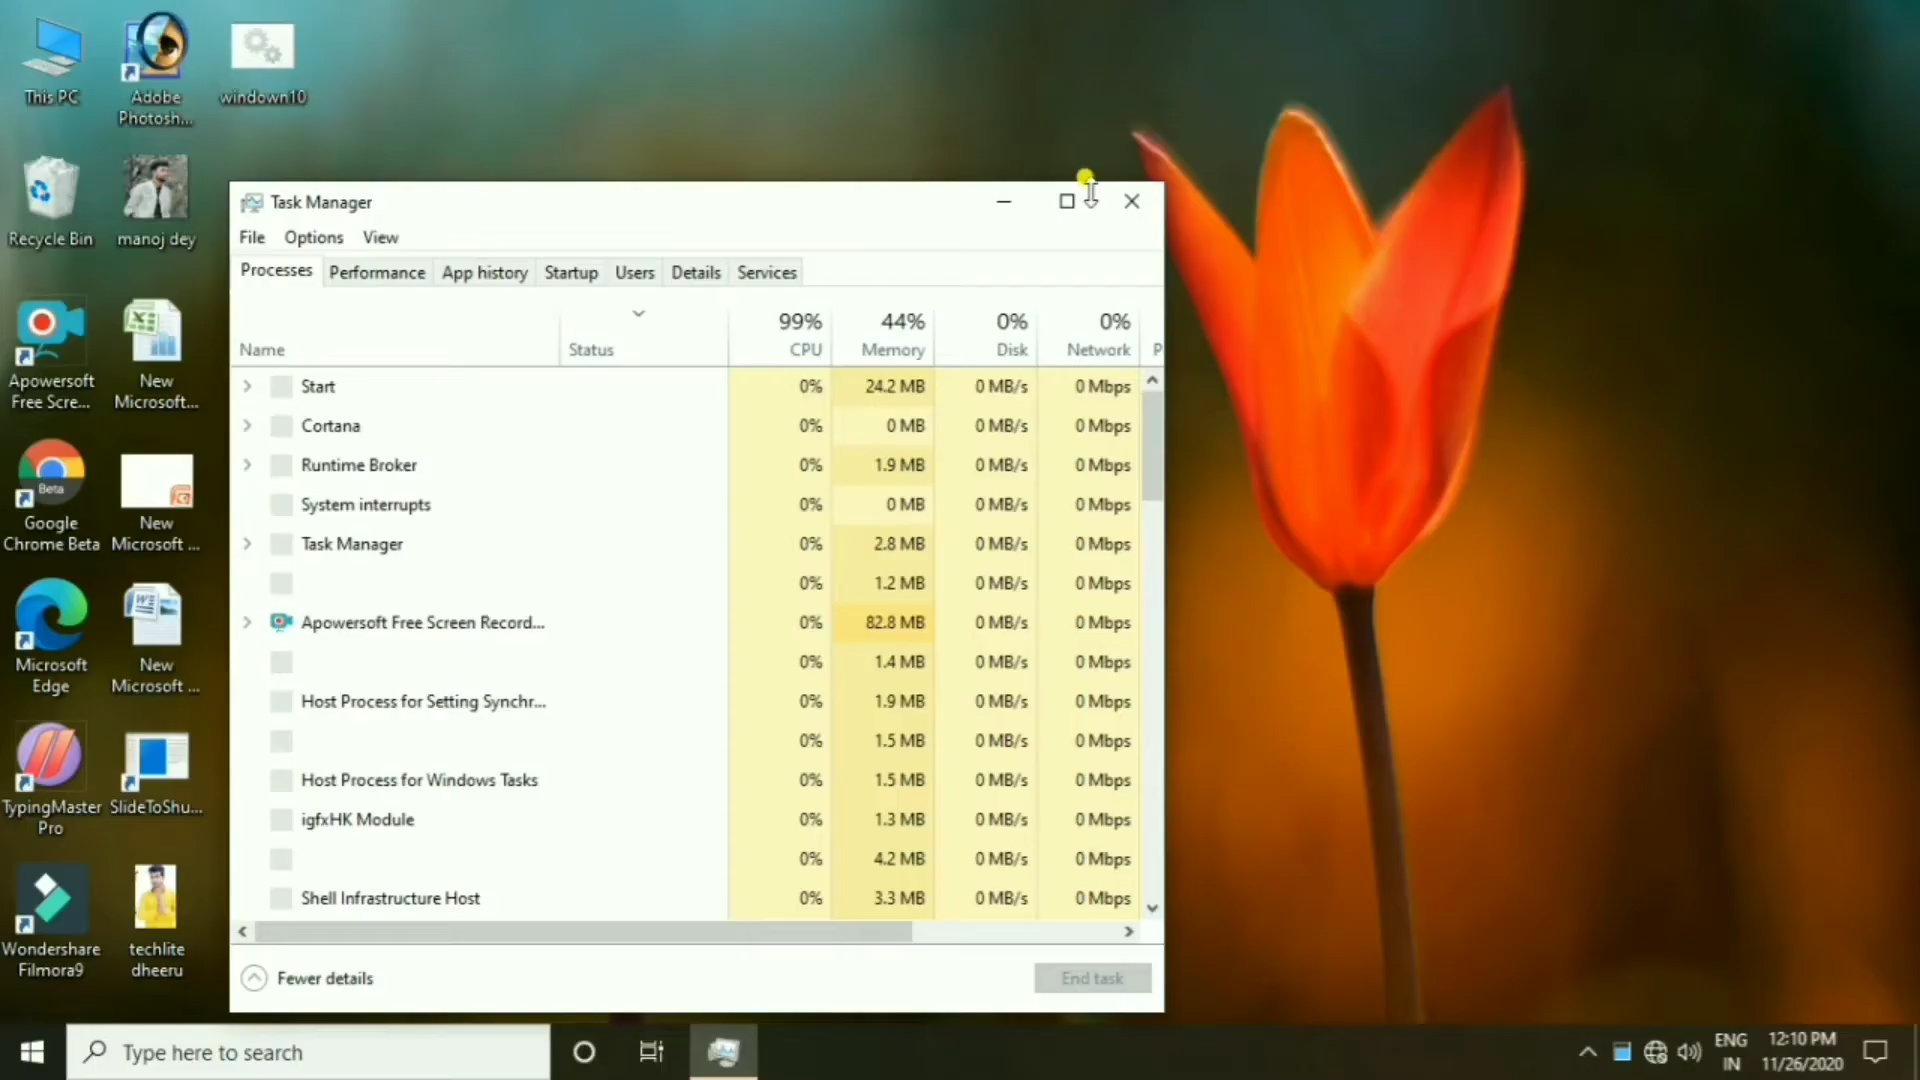 This PC
Adobe
Photosh...
windown10
Recycle Bin
manoj dey
Apowersoft
Free Scre...
New
Microsoft...
Beta
Google
Chrome Beta
New
Microsoft ...
Microsoft
Edge
New
Microsoft ...
TypingMaster
Pro
SlideToShu...
Wondershare
Filmora9
techlite
dheeru
Task Manager
File Options View
Processes Performance App history Startup Users Details Services
99% 44% 0% 0%
Name Status CPU Memory Disk Network P
Start 0% 24.2 MB 0 MB/s 0 Mbps
Cortana 0% 0 MB 0 MB/s 0 Mbps
Runtime Broker 0% 1.9 MB 0 MB/s 0 Mbps
System interrupts 0% 0 MB 0 MB/s 0 Mbps
Task Manager 0% 2.8 MB 0 MB/s 0 Mbps
0% 1.2 MB 0 MB/s 0 Mbps
Apowersoft Free Screen Record... 0% 82.8 MB 0 MB/s 0 Mbps
0% 1.4 MB 0 MB/s 0 Mbps
Host Process for Setting Synchr... 0% 1.9 MB 0 MB/s 0 Mbps
0% 1.5 MB 0 MB/s 0 Mbps
Host Process for Windows Tasks 0% 1.5 MB 0 MB/s 0 Mbps
igfxHK Module 0% 1.3 MB 0 MB/s 0 Mbps
0% 4.2 MB 0 MB/s 0 Mbps
Shell Infrastructure Host 0% 3.3 MB 0 MB/s 0 Mbps
Fewer details End task
Type here to search
ENG
IN
12:10 PM
11/26/2020